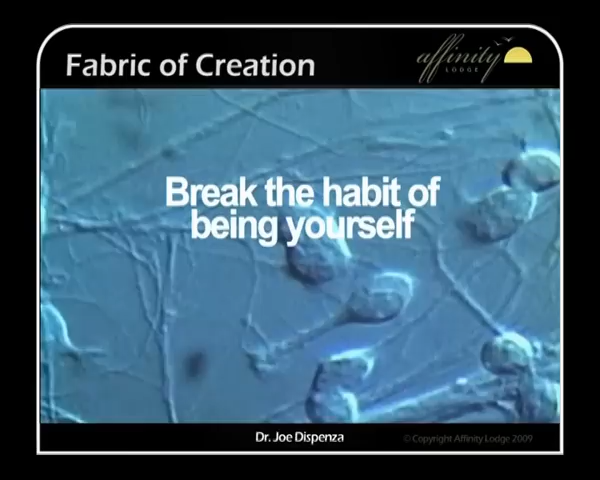 Fabric of Creation
affinity
LODGE
Break the habit of
being yourself
Dr. Joe Dispenza
© Copyright Affinity Lodge 2009